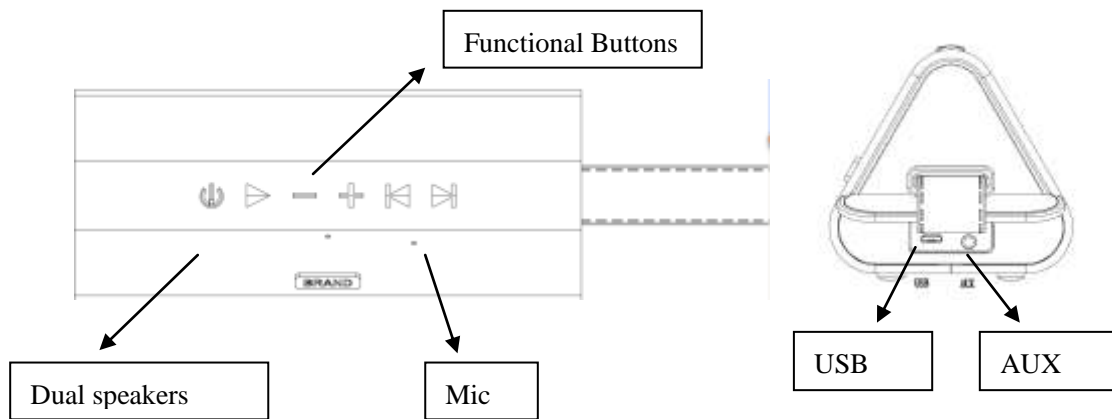 Functional Buttons
BRAND
USB
AUX
Dual speakers
Mic
USB
AUX